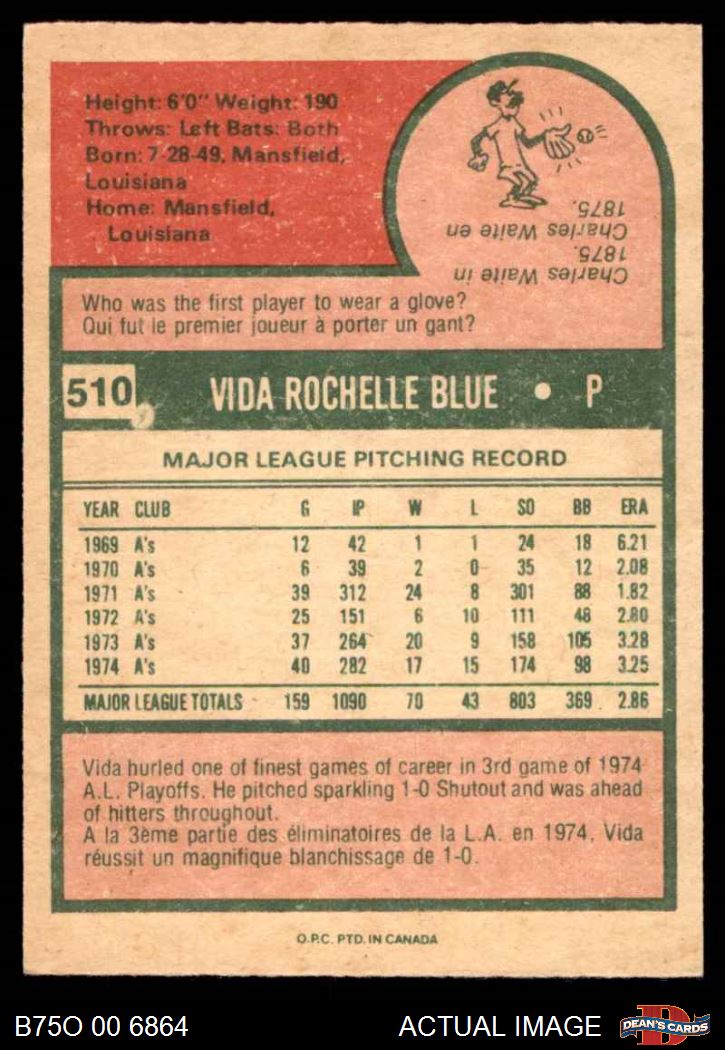 Height: 6'0" Weight: 190
Throws: Left Bats: Both
Born: 7-28-49, Mansfield,
Louisiana
Home: Mansfield,
Louisiana
Charles Waite in
1875.
Charles Waite en
1875.
Who was the first player to wear a glove?
Qui fut le premier joueur à porter un gant?
510 VIDA ROCHELLE BLUE • P
MAJOR LEAGUE PITCHING RECORD
YEAR CLUB G IP W L SO BB ERA
1969 A's 12 42 1 1 24 18 6.21
1970 A's 6 39 2 0 35 12 2.08
1971 A's 39 312 24 8 301 88 1.82
1972 A's 25 151 6 10 111 48 2.80
1973 A's 37 264 20 9 158 105 3.28
1974 A's 40 282 17 15 174 98 3.25
MAJOR LEAGUE TOTALS 159 1090 70 43 803 369 2.86
Vida hurled one of finest games of career in 3rd game of 1974
A.L. Playoffs. He pitched sparkling 1-0 Shutout and was ahead
of hitters throughout.
A la 3ème partie des éliminatoires de la L.A. en 1974, Vida
réussit un magnifique blanchissage de 1-0.
O.P.C. PTD. IN CANADA
B75O 00 6864 ACTUAL IMAGE DEAN'S CARDS